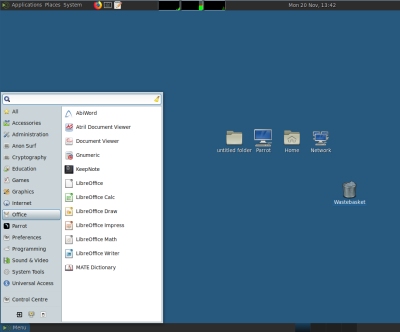 Applications Places System
Mon 20 Nov, 13:42
All
Accessories
Administration
Anon Surf
Cryptography
Education
Games
Graphics
Internet
Office
Parrot
Preferences
Programming
Sound & Video
System Tools
Universal Access
Control Centre
AbiWord
Atril Document Viewer
Document Viewer
Gnumeric
KeepNote
LibreOffice
LibreOffice Calc
LibreOffice Draw
LibreOffice Impress
LibreOffice Math
LibreOffice Writer
MATE Dictionary
untitled folder
Parrot
Home
Network
Wastebasket
Menu